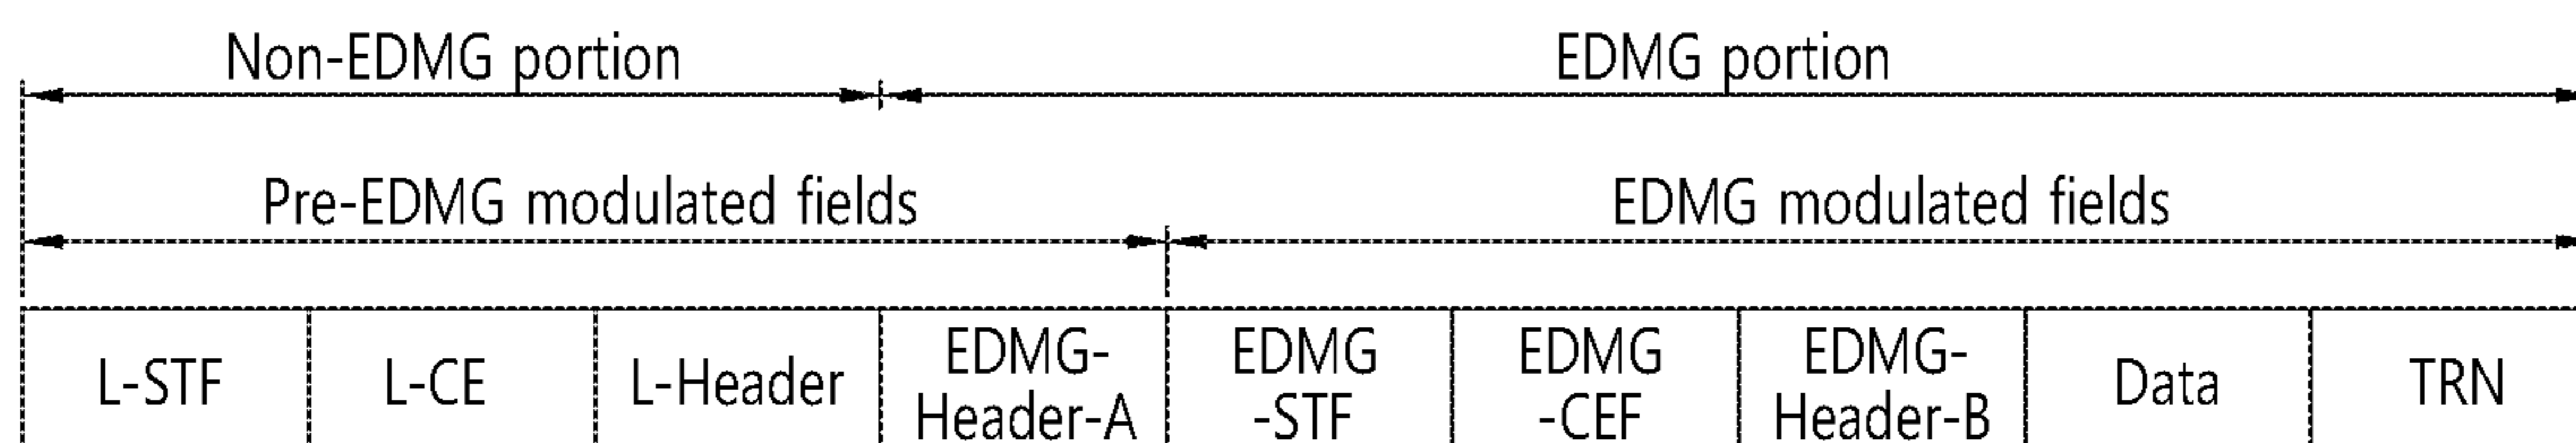 Non-EDMG portion EDMG portion
Pre-EDMG modulated fields EDMG modulated fields
L-STF L-CE L-Header EDMG-
Header-A EDMG
-STF EDMG
-CEF EDMG-
Header-B Data TRN